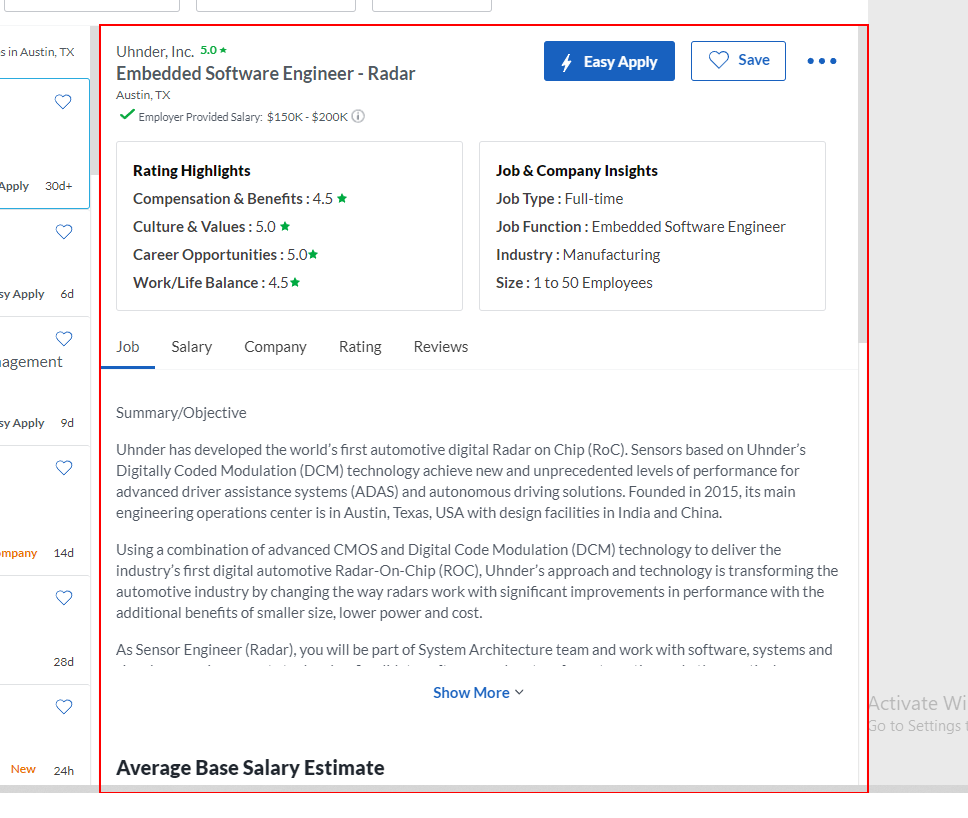 s in Austin, TX
Apply 30d+
sy Apply 6d
nagement
sy Apply 9d
mpany 14d
28d
New 24h
Uhnder, Inc. 5.0 ★
Embedded Software Engineer - Radar
Austin, TX
Employer Provided Salary: $150K - $200K
Easy Apply
Save
Rating Highlights
Compensation & Benefits : 4.5 ★
Culture & Values : 5.0 ★
Career Opportunities : 5.0★
Work/Life Balance : 4.5★
Job & Company Insights
Job Type : Full-time
Job Function : Embedded Software Engineer
Industry : Manufacturing
Size : 1 to 50 Employees
Job Salary Company Rating Reviews
Summary/Objective
Uhnder has developed the world’s first automotive digital Radar on Chip (RoC). Sensors based on Uhnder’s
Digitally Coded Modulation (DCM) technology achieve new and unprecedented levels of performance for
advanced driver assistance systems (ADAS) and autonomous driving solutions. Founded in 2015, its main
engineering operations center is in Austin, Texas, USA with design facilities in India and China.
Using a combination of advanced CMOS and Digital Code Modulation (DCM) technology to deliver the
industry’s first digital automotive Radar-On-Chip (ROC), Uhnder’s approach and technology is transforming the
automotive industry by changing the way radars work with significant improvements in performance with the
additional benefits of smaller size, lower power and cost.
As Sensor Engineer (Radar), you will be part of System Architecture team and work with software, systems and
Show More
Average Base Salary Estimate
Activate Wi
Go to Settings t